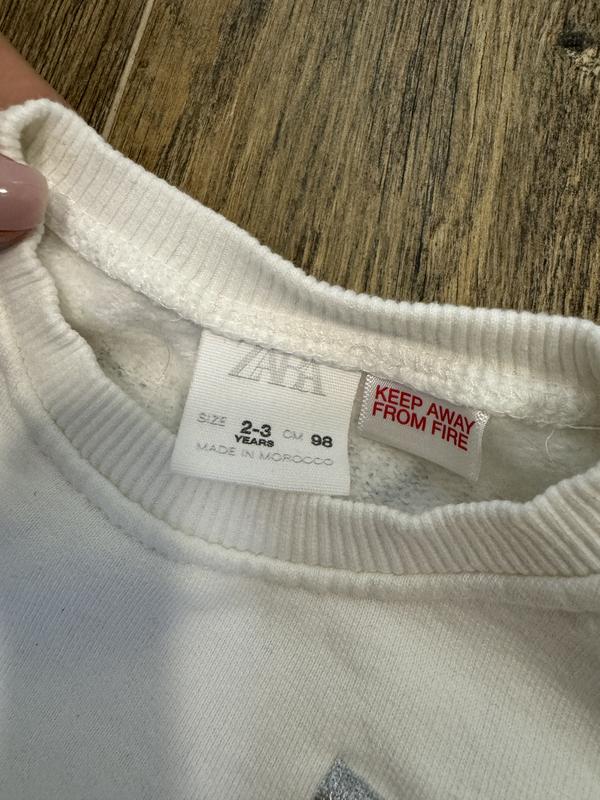 ZARA
SIZE 2-3 YEARS CM 98
MADE IN MOROCCO
KEEP AWAY
FROM FIRE